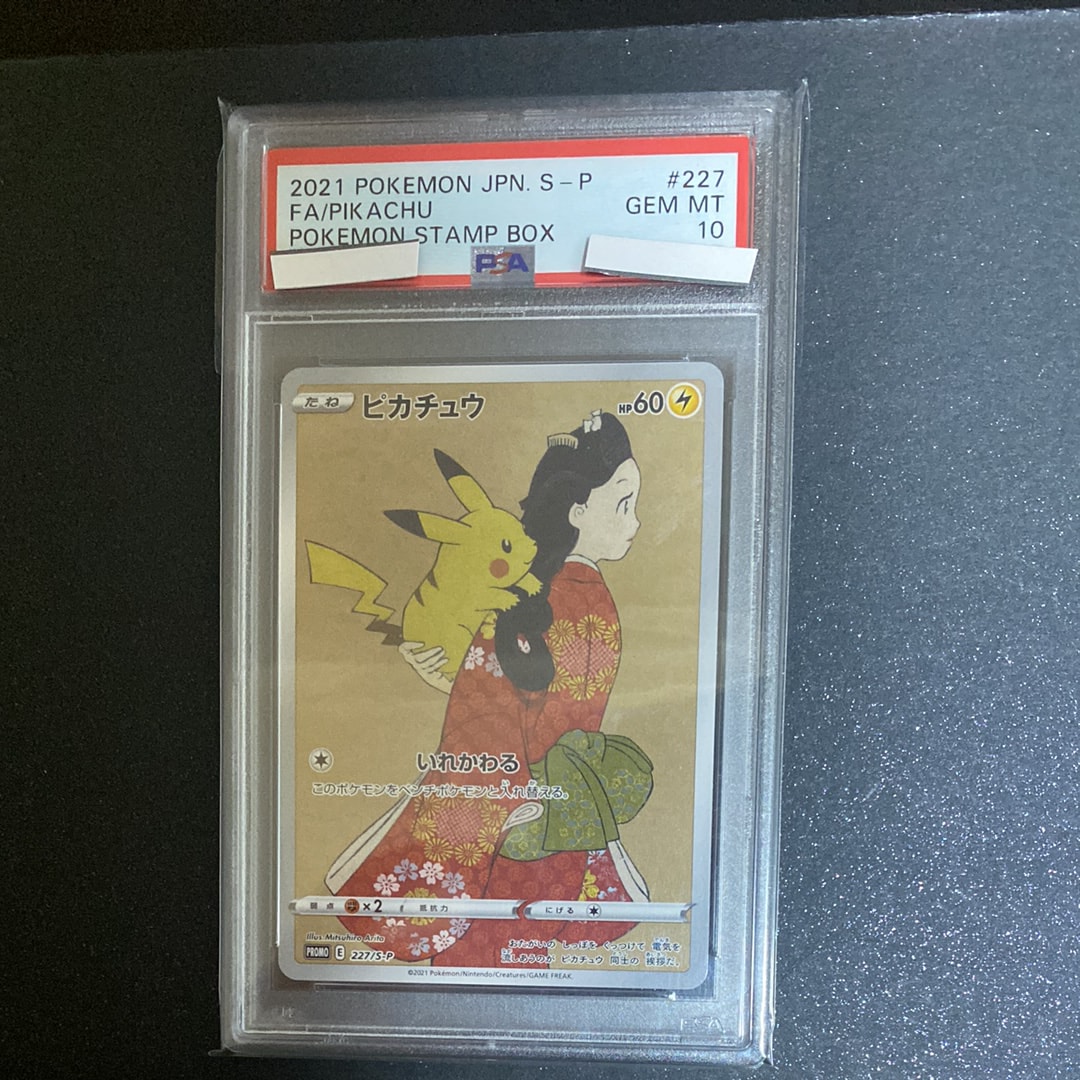 2021 POKEMON JPN. S-P #227
FA/PIKACHU GEM MT
POKEMON STAMP BOX 10
PSA
たね ピカチュウ HP60
いれかわる
このポケモンをベンチポケモンと入れ替える。
弱点 ×2 抵抗力 にげる
Illus. Mitsuhiro Arita
PROMO E 227/S-P
おたがいの しっぽを くっつけて 電気を
流しあうのが ピカチュウ 同士の 挨拶だ。
©2021 Pokémon/Nintendo/Creatures/GAME FREAK.